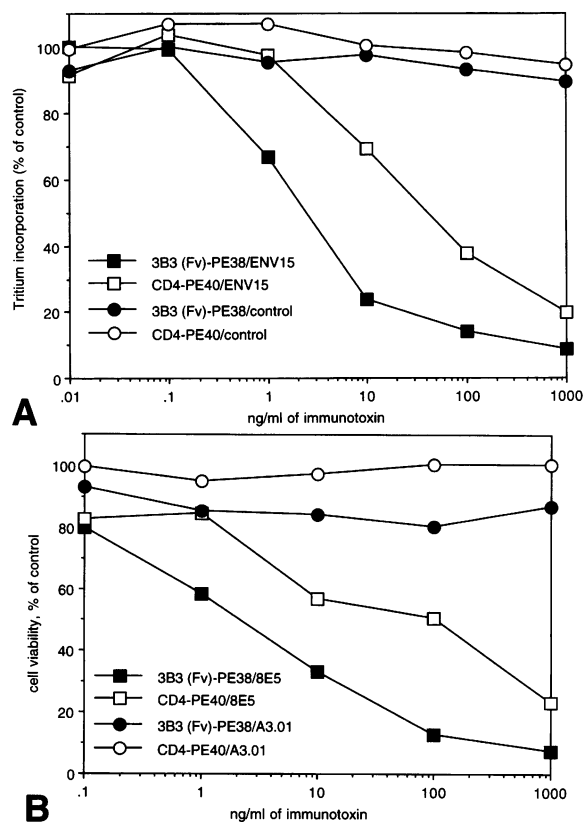 100
80
60
40
20
0
Tritium incorporation (% of control)
3B3 (Fv)-PE38/ENV15
CD4-PE40/ENV15
3B3 (Fv)-PE38/control
CD4-PE40/control
.01 .1 1 10 100 1000
ng/ml of immunotoxin
A
100
80
60
40
20
0
cell viability, % of control
3B3 (Fv)-PE38/8E5
CD4-PE40/8E5
3B3 (Fv)-PE38/A3.01
CD4-PE40/A3.01
.1 1 10 100 1000
ng/ml of immunotoxin
B